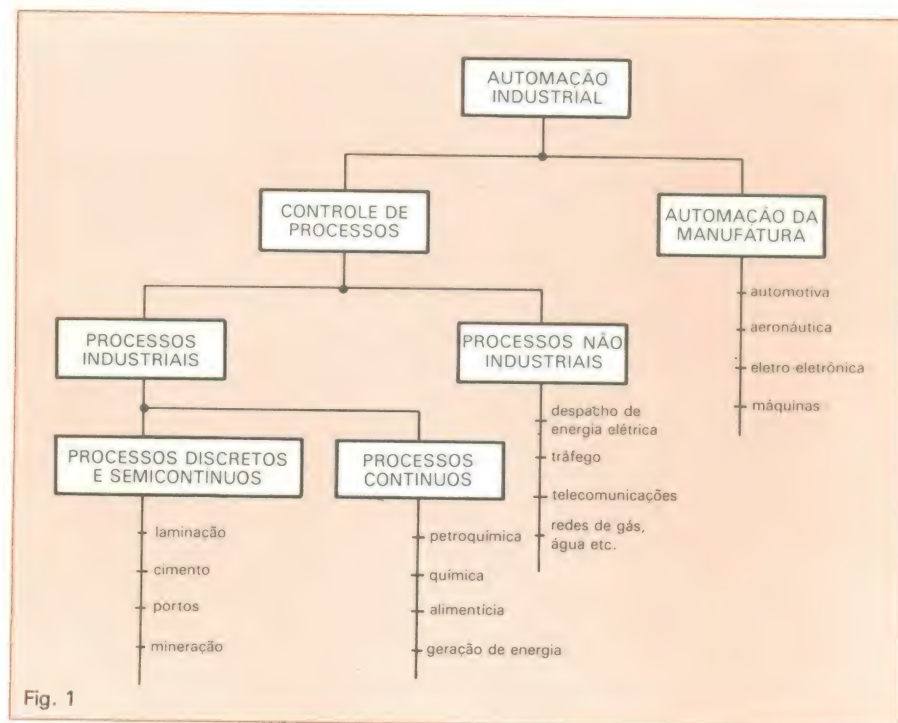 AUTOMAÇÃO
INDUSTRIAL
CONTROLE DE
PROCESSOS
AUTOMAÇÃO DA
MANUFATURA
automotiva
aeronáutica
eletro eletrônica
máquinas
PROCESSOS
INDUSTRIAIS
PROCESSOS NÃO
INDUSTRIAIS
despacho de
energia elétrica
tráfego
telecomunicações
redes de gás,
água etc.
PROCESSOS DISCRETOS
E SEMICONTÍNUOS
laminação
cimento
portos
mineração
PROCESSOS
CONTÍNUOS
petroquímica
química
alimentícia
geração de energia
Fig. 1